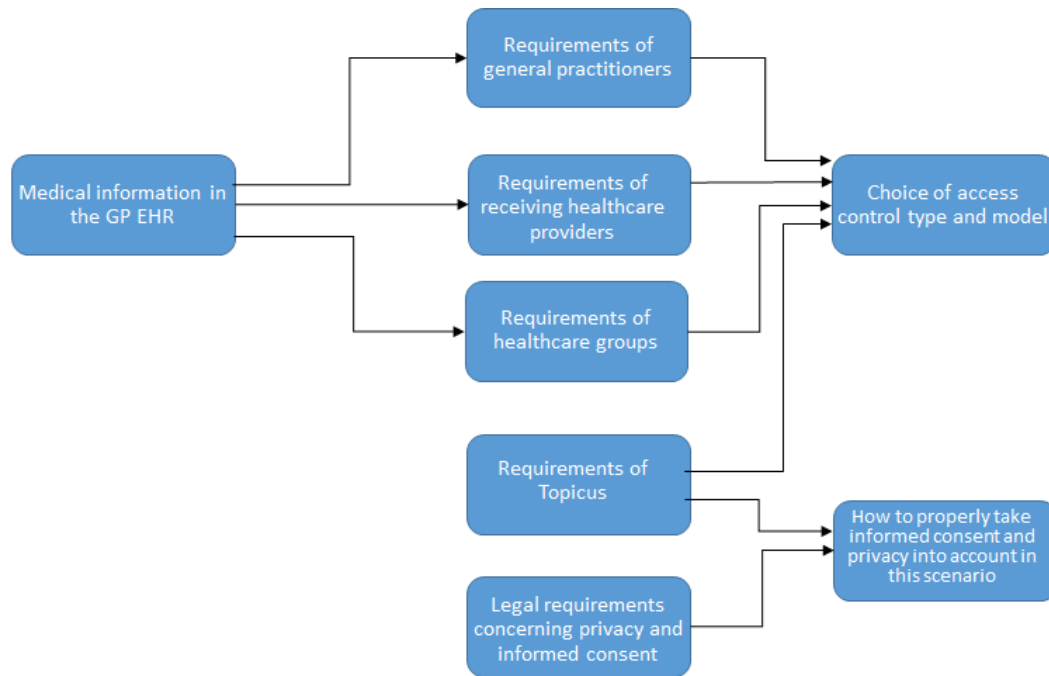 Requirements of
general practitioners
Medical information in
the GP EHR
Requirements of
receiving healthcare
providers
Choice of access
control type and model
Requirements of
healthcare groups
Requirements of
Topicus
How to properly take
informed consent and
privacy into account in
this scenario
Legal requirements
concerning privacy and
informed consent